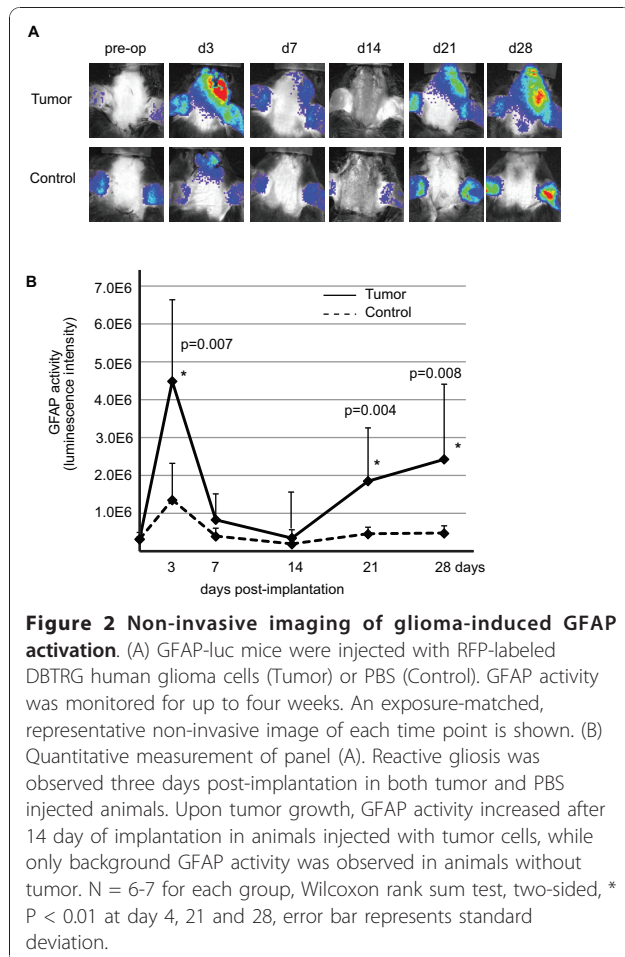 A
pre-op d3 d7 d14 d21 d28
Tumor
Control
B
7.0E6
6.0E6
5.0E6
4.0E6
3.0E6
2.0E6
1.0E6
GFAP activity
(luminescence intensity)
Tumor
Control
p=0.007
*
p=0.004
*
p=0.008
*
3 7 14 21 28 days
days post-implantation
Figure 2 Non-invasive imaging of glioma-induced GFAP
activation. (A) GFAP-luc mice were injected with RFP-labeled
DBTRG human glioma cells (Tumor) or PBS (Control). GFAP activity
was monitored for up to four weeks. An exposure-matched,
representative non-invasive image of each time point is shown. (B)
Quantitative measurement of panel (A). Reactive gliosis was
observed three days post-implantation in both tumor and PBS
injected animals. Upon tumor growth, GFAP activity increased after
14 day of implantation in animals injected with tumor cells, while
only background GFAP activity was observed in animals without
tumor. N = 6-7 for each group, Wilcoxon rank sum test, two-sided, *
P < 0.01 at day 4, 21 and 28, error bar represents standard
deviation.